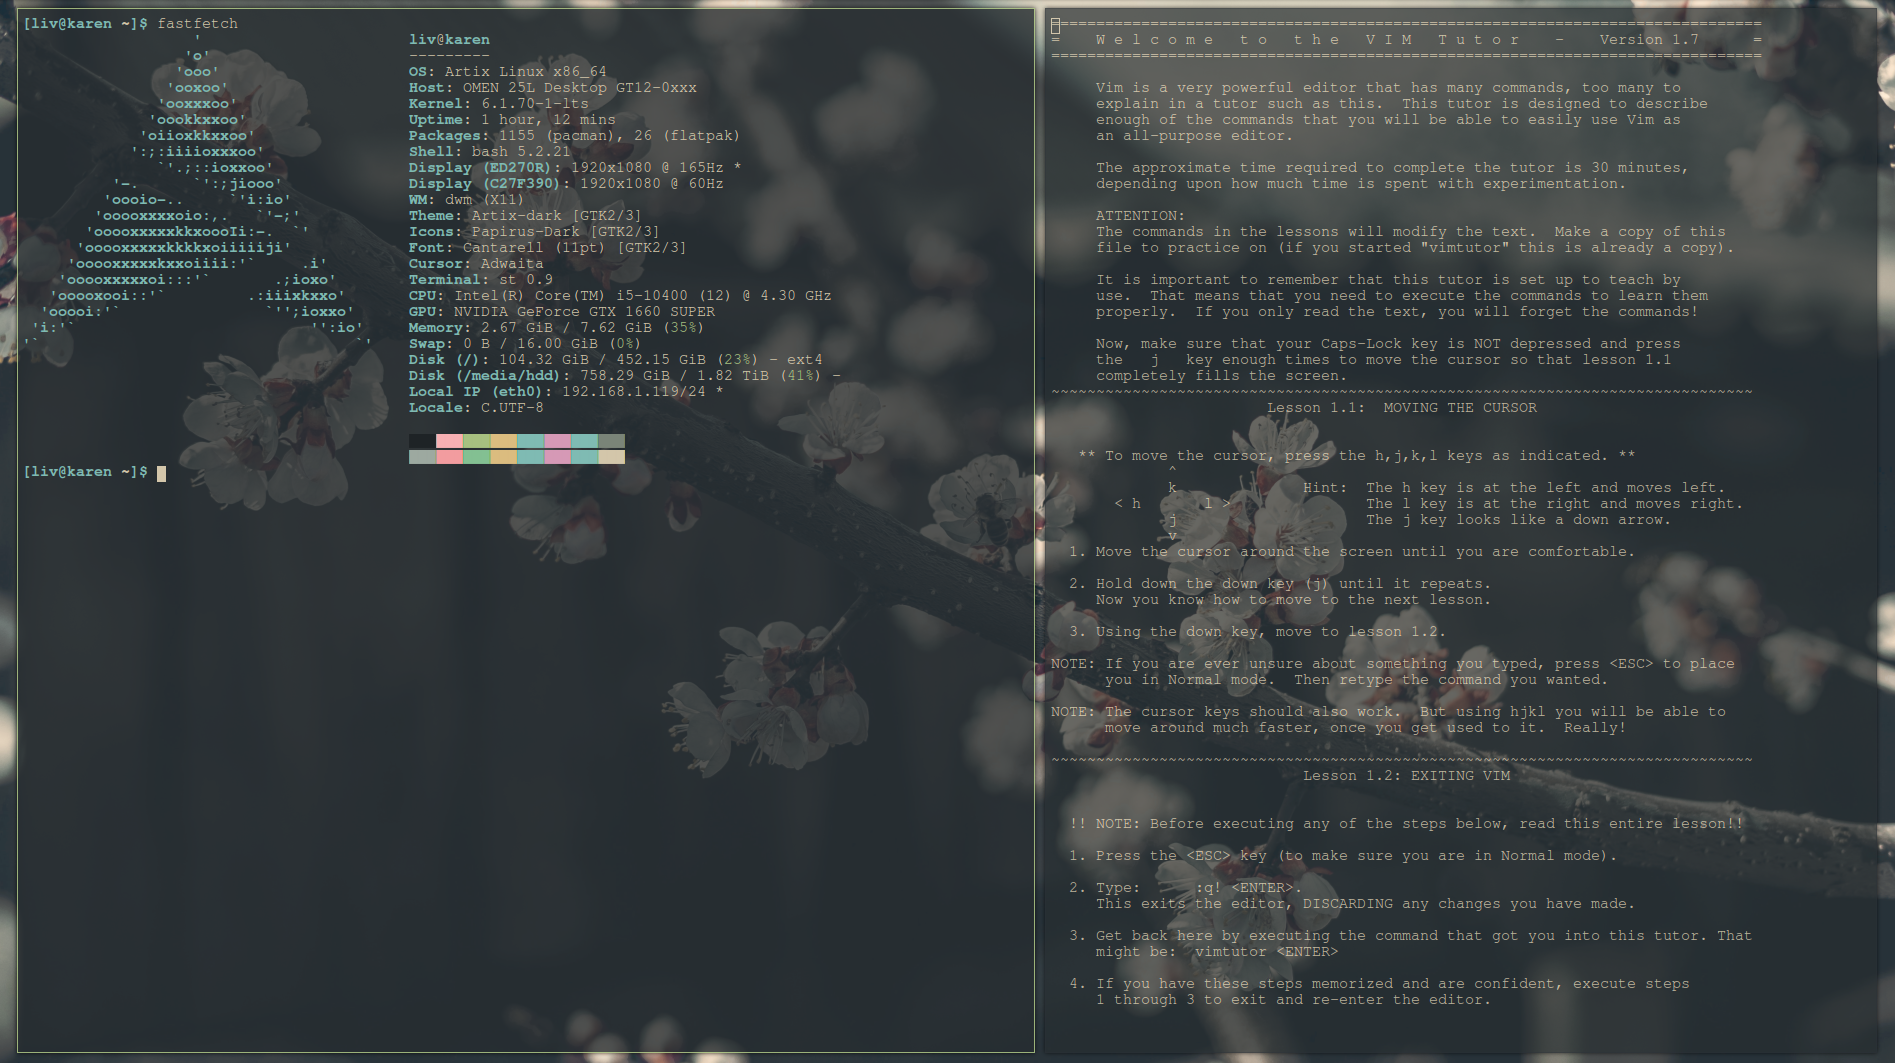 [liv@karen ~]$ fastfetch
'
'o'
'ooo'
'ooxoo'
'ooxxxoo'
'oookkxxoo'
'oiioxkkxxoo'
':;:iiiioxxxoo'
`'.;::ioxxoo'
'-.      `':;jiooo'
'oooio-..     `'i:io'
'ooooxxxxoio:,.   `'-;'
'ooooxxxxxkkxoooIi:-.  `'
'ooooxxxxxkkkkxoiiiiiji'
'ooooxxxxxkxxoiiii:'`     .i'
'ooooxxxxxoi:::'`       .;ioxo'
'ooooxooi::'`         .:iiixkxxo'
'ooooi:'`                `'';ioxxo'
'i:'`                          '':io'
'`                                   `'
liv@karen
---------
OS: Artix Linux x86_64
Host: OMEN 25L Desktop GT12-0xxx
Kernel: 6.1.70-1-lts
Uptime: 1 hour, 12 mins
Packages: 1155 (pacman), 26 (flatpak)
Shell: bash 5.2.21
Display (ED270R): 1920x1080 @ 165Hz *
Display (C27F390): 1920x1080 @ 60Hz
WM: dwm (X11)
Theme: Artix-dark [GTK2/3]
Icons: Papirus-Dark [GTK2/3]
Font: Cantarell (11pt) [GTK2/3]
Cursor: Adwaita
Terminal: st 0.9
CPU: Intel(R) Core(TM) i5-10400 (12) @ 4.30 GHz
GPU: NVIDIA GeForce GTX 1660 SUPER
Memory: 2.67 GiB / 7.62 GiB (35%)
Swap: 0 B / 16.00 GiB (0%)
Disk (/): 104.32 GiB / 452.15 GiB (23%) - ext4
Disk (/media/hdd): 758.29 GiB / 1.82 TiB (41%) -
Local IP (eth0): 192.168.1.119/24 *
Locale: C.UTF-8
[liv@karen ~]$
===============================================================================
=    W e l c o m e   t o   t h e   V I M   T u t o r   -    Version 1.7      =
===============================================================================
Vim is a very powerful editor that has many commands, too many to
explain in a tutor such as this.  This tutor is designed to describe
enough of the commands that you will be able to easily use Vim as
an all-purpose editor.
The approximate time required to complete the tutor is 30 minutes,
depending upon how much time is spent with experimentation.
ATTENTION:
The commands in the lessons will modify the text.  Make a copy of this
file to practice on (if you started "vimtutor" this is already a copy).
It is important to remember that this tutor is set up to teach by
use.  That means that you need to execute the commands to learn them
properly.  If you only read the text, you will forget the commands!
Now, make sure that your Caps-Lock key is NOT depressed and press
the   j   key enough times to move the cursor so that lesson 1.1
completely fills the screen.
~~~~~~~~~~~~~~~~~~~~~~~~~~~~~~~~~~~~~~~~~~~~~~~~~~~~~~~~~~~~~~~~~~~~~~~~~~~~~~
Lesson 1.1:  MOVING THE CURSOR
** To move the cursor, press the h,j,k,l keys as indicated. **
^
k              Hint:  The h key is at the left and moves left.
< h       l >               The l key is at the right and moves right.
j                     The j key looks like a down arrow.
v
1. Move the cursor around the screen until you are comfortable.
2. Hold down the down key (j) until it repeats.
Now you know how to move to the next lesson.
3. Using the down key, move to lesson 1.2.
NOTE: If you are ever unsure about something you typed, press <ESC> to place
you in Normal mode.  Then retype the command you wanted.
NOTE: The cursor keys should also work.  But using hjkl you will be able to
move around much faster, once you get used to it.  Really!
~~~~~~~~~~~~~~~~~~~~~~~~~~~~~~~~~~~~~~~~~~~~~~~~~~~~~~~~~~~~~~~~~~~~~~~~~~~~~~
Lesson 1.2: EXITING VIM
!! NOTE: Before executing any of the steps below, read this entire lesson!!
1. Press the <ESC> key (to make sure you are in Normal mode).
2. Type:      :q! <ENTER>.
This exits the editor, DISCARDING any changes you have made.
3. Get back here by executing the command that got you into this tutor. That
might be:  vimtutor <ENTER>
4. If you have these steps memorized and are confident, execute steps
1 through 3 to exit and re-enter the editor.